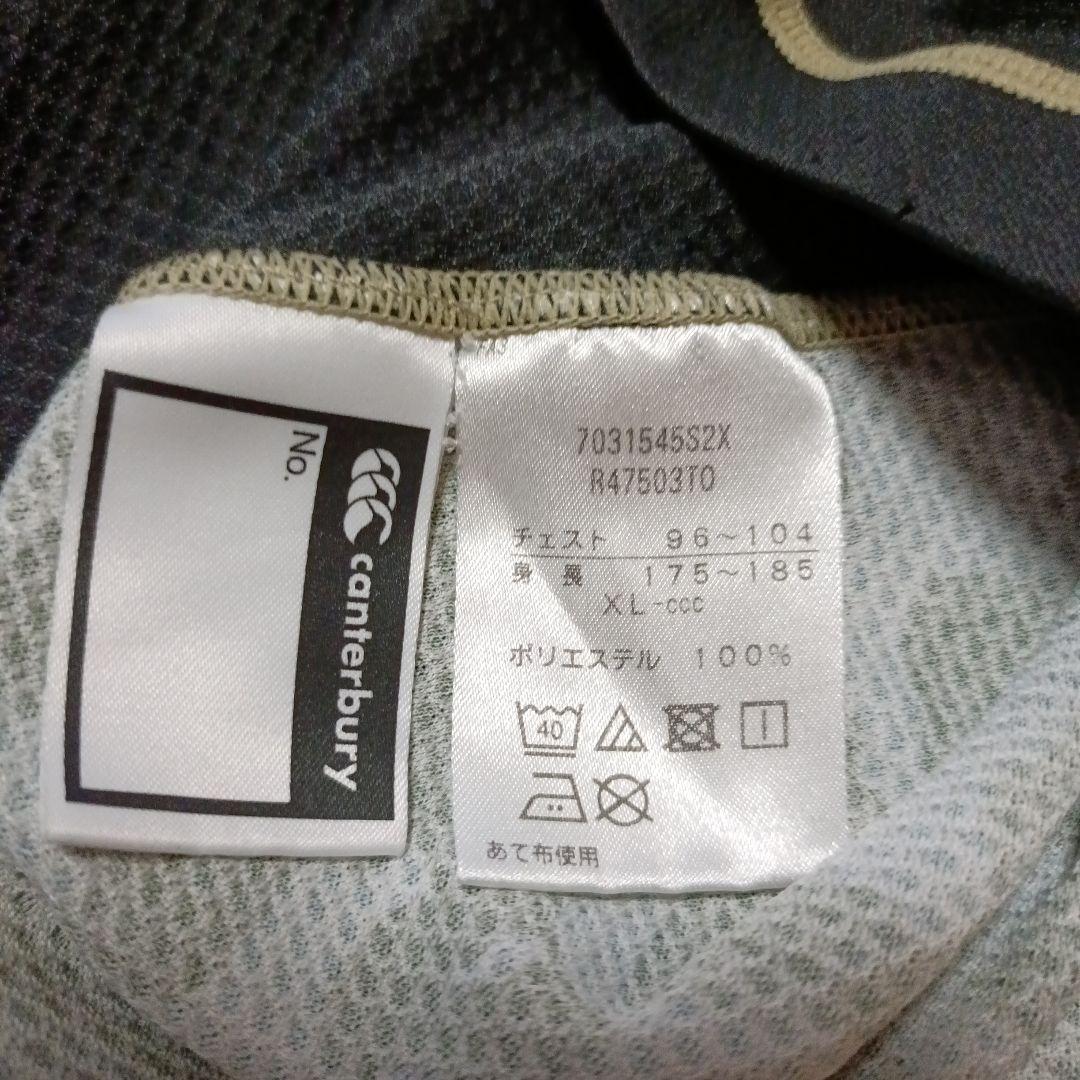 No.
canterbury
7031545S2X
R47503T0
チェスト 96～104
身長 175～185
XL-ccc
ポリエステル 100%
40
あて布使用